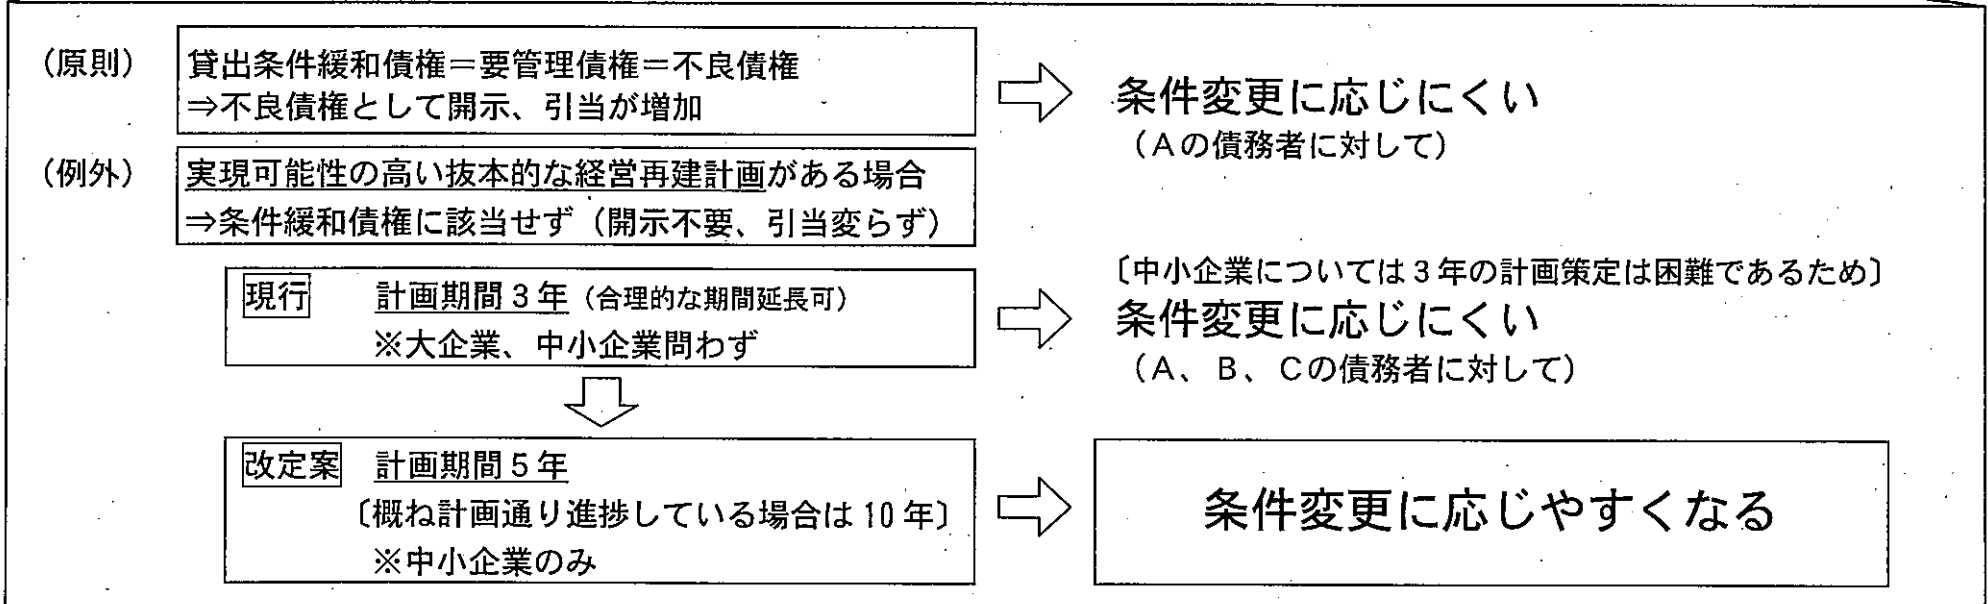 (原則)
貸出条件緩和債権＝要管理債権＝不良債権
⇒不良債権として開示、引当が増加
条件変更に応じにくい
（Aの債務者に対して）
(例外)
実現可能性の高い抜本的な経営再建計画がある場合
⇒条件緩和債権に該当せず（開示不要、引当変らず）
現行 計画期間３年（合理的な期間延長可）
※大企業、中小企業問わず
〔中小企業については３年の計画策定は困難であるため〕
条件変更に応じにくい
（A、B、Cの債務者に対して）
改定案 計画期間５年
〔概ね計画通り進捗している場合は10年〕
※中小企業のみ
条件変更に応じやすくなる